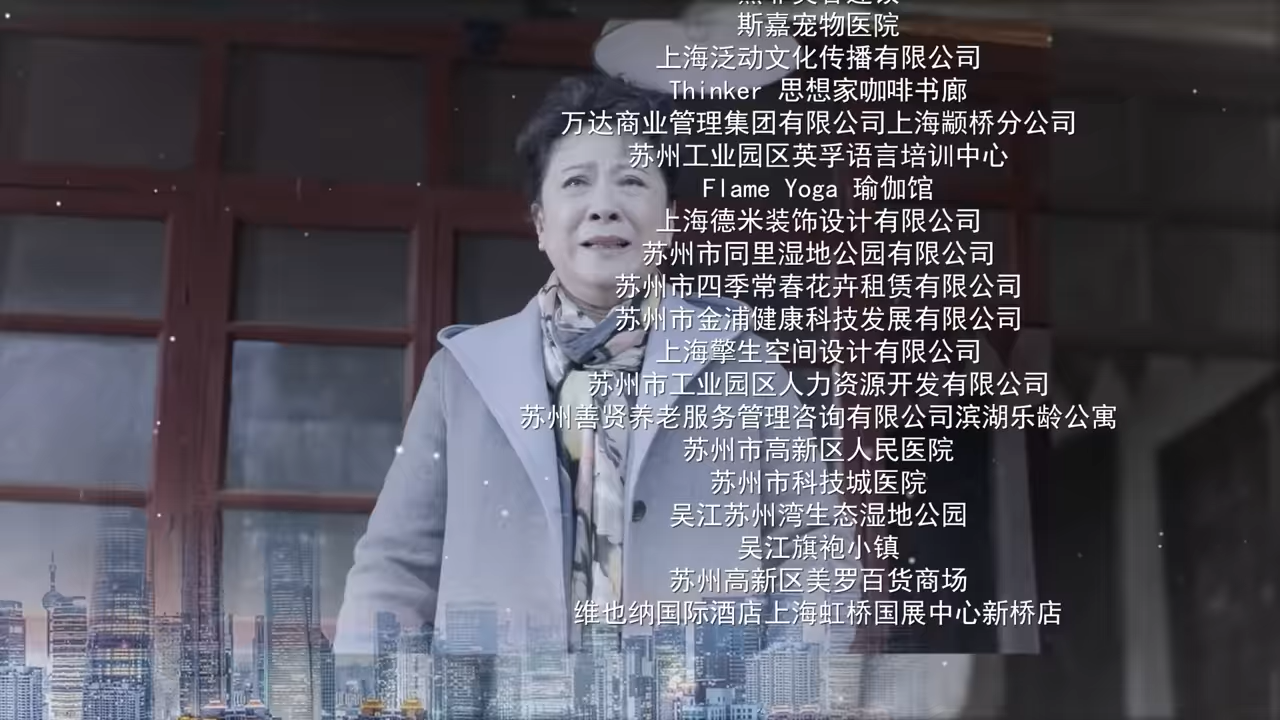 斯嘉宠物医院
上海泛动文化传播有限公司
Thinker 思想家咖啡书廊
万达商业管理集团有限公司上海颛桥分公司
苏州工业园区英孚语言培训中心
Flame Yoga 瑜伽馆
上海德米装饰设计有限公司
苏州市同里湿地公园有限公司
苏州市四季常春花卉租赁有限公司
苏州市金浦健康科技发展有限公司
上海擎生空间设计有限公司
苏州市工业园区人力资源开发有限公司
苏州善贤养老服务管理咨询有限公司滨湖乐龄公寓
苏州市高新区人民医院
苏州市科技城医院
吴江苏州湾生态湿地公园
吴江旗袍小镇
苏州高新区美罗百货商场
维也纳国际酒店上海虹桥国展中心新桥店